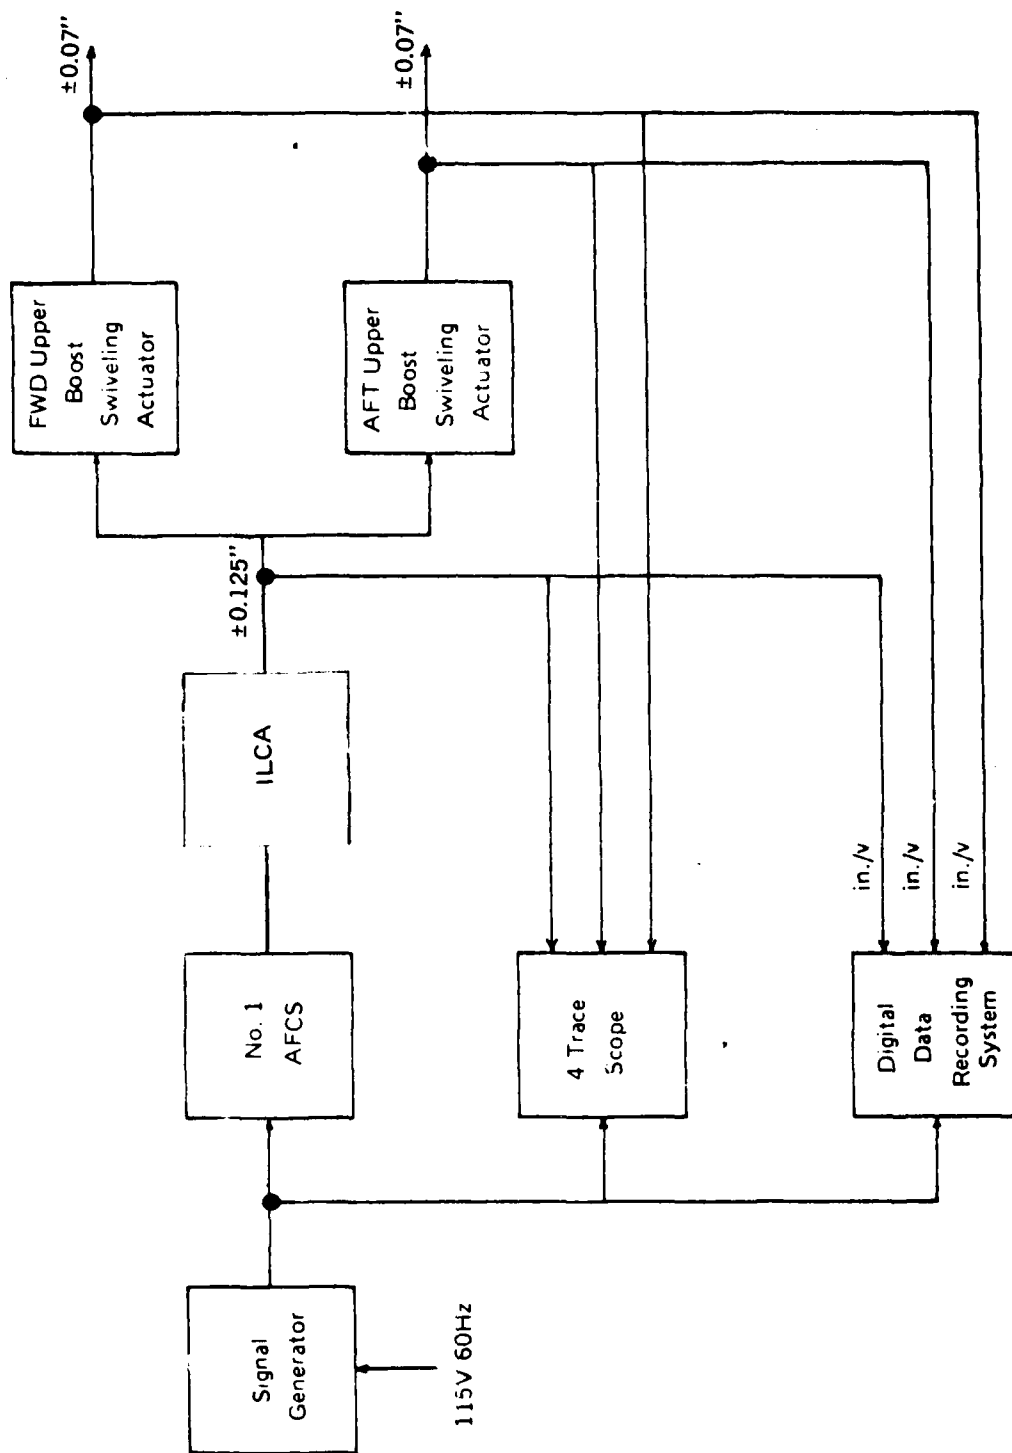 Signal
Generator
115V 60Hz
No. 1
AFCS
ILCA
±0.125"
FWD Upper
Boost
Swiveling
Actuator
±0.07"
AFT Upper
Boost
Swiveling
Actuator
±0.07"
4 Trace
Scope
Digital
Data
Recording
System
in./v
in./v
in./v